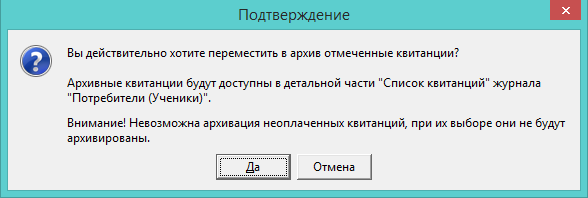 Подтверждение
Вы действительно хотите переместить в архив отмеченные квитанции?
Архивные квитанции будут доступны в детальной части "Список квитанций" журнала
"Потребители (Ученики)".
Внимание! Невозможна архивация неоплаченных квитанций, при их выборе они не будут
архивированы.
Да
Отмена